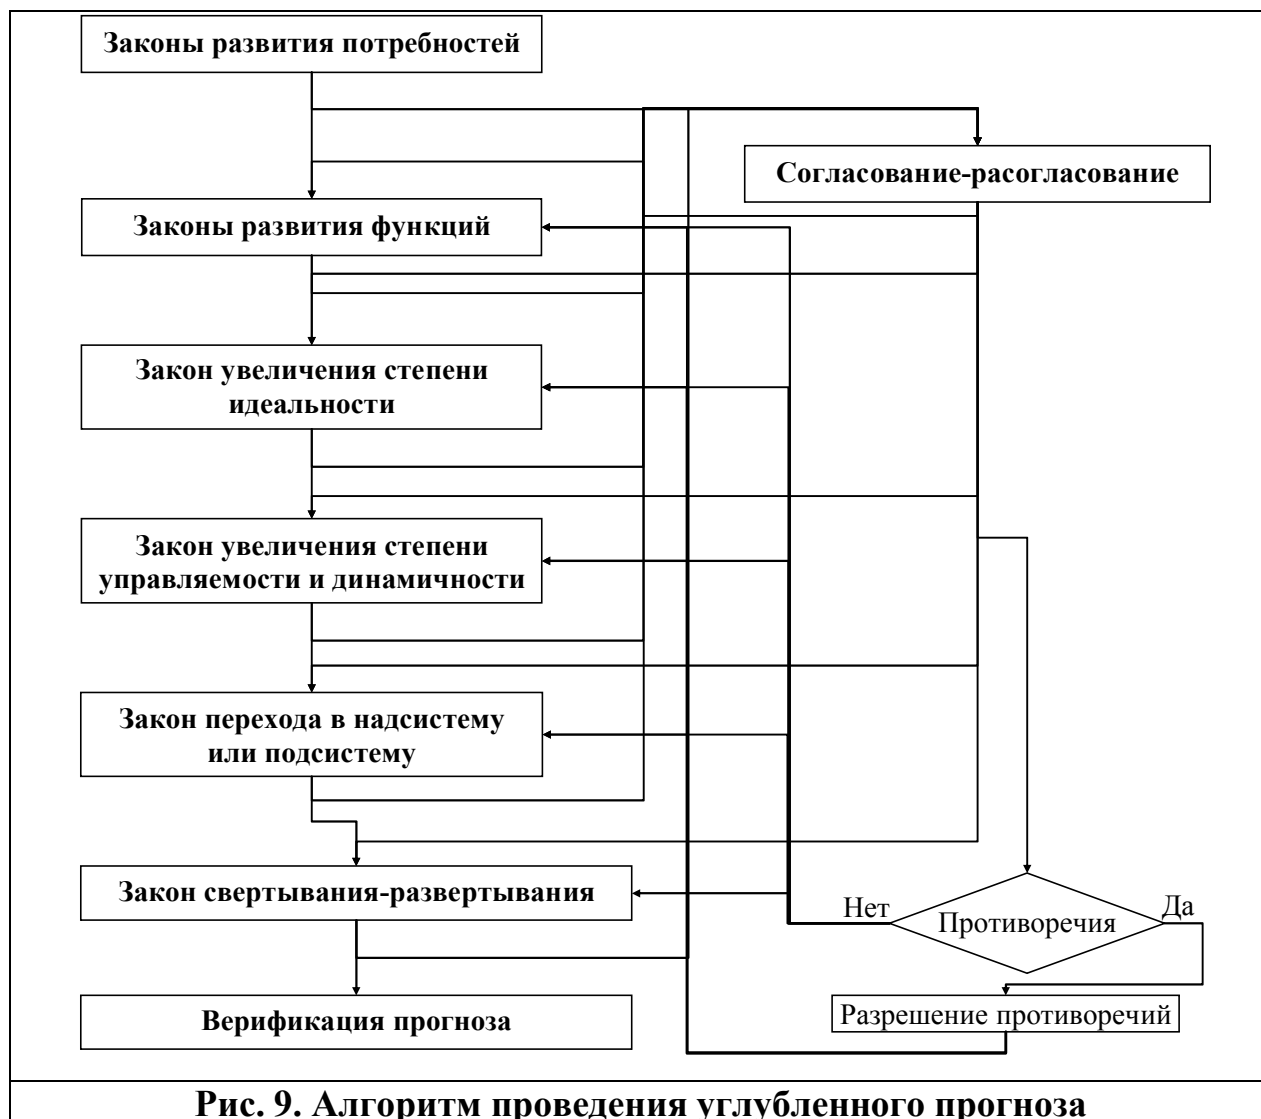 Законы развития потребностей
Согласование-расогласование
Законы развития функций
Закон увеличения степени
идеальности
Закон увеличения степени
управляемости и динамичности
Закон перехода в надсистему
или подсистему
Закон свертывания-развертывания
Нет
Противоречия
Да
Верификация прогноза
Разрешение противоречий
Рис. 9. Алгоритм проведения углубленного прогноза